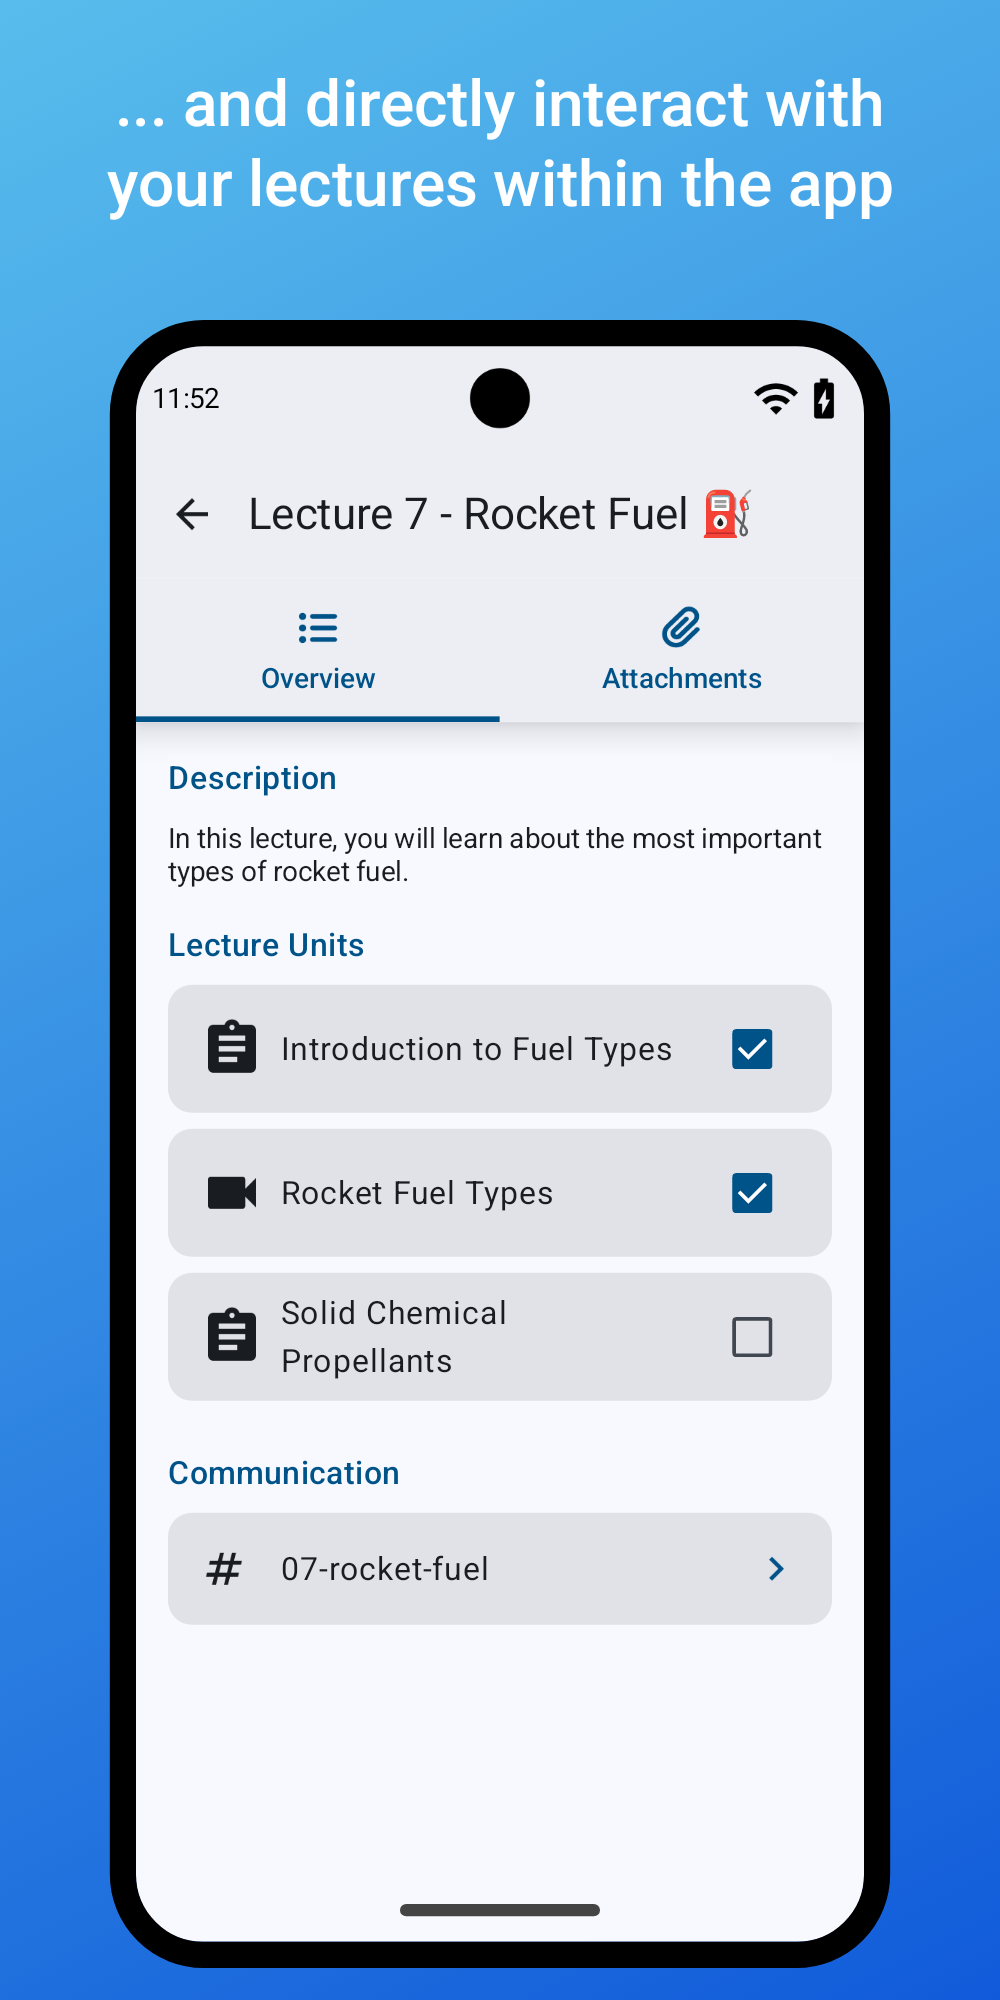 ... and directly interact with
your lectures within the app
11:52
Lecture 7 - Rocket Fuel ⛽
Overview
Attachments
Description
In this lecture, you will learn about the most important
types of rocket fuel.
Lecture Units
Introduction to Fuel Types
Rocket Fuel Types
Solid Chemical
Propellants
Communication
# 07-rocket-fuel